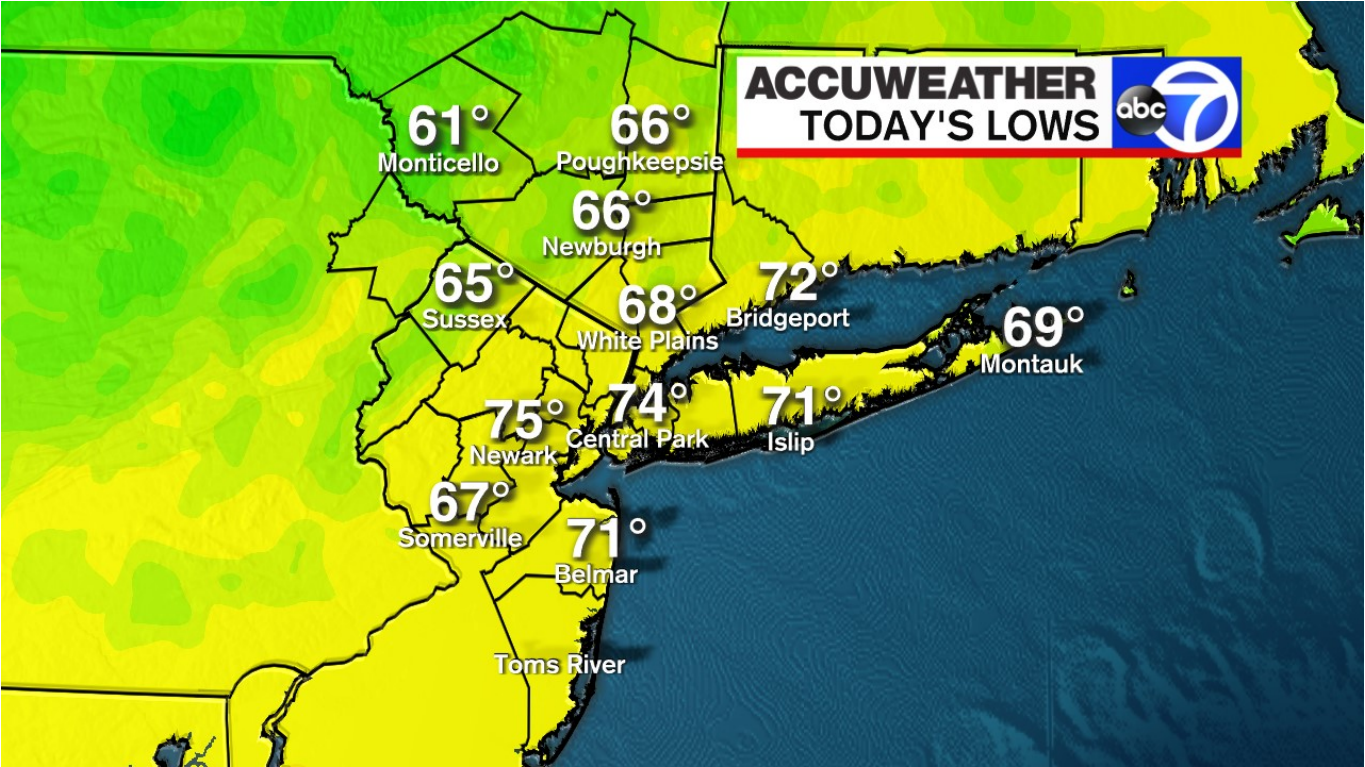 ACCUWEATHER
TODAY'S LOWS
abc 7
61°
Monticello
66°
Poughkeepsie
66°
Newburgh
65°
Sussex
68°
White Plains
72°
Bridgeport
69°
Montauk
75°
Newark
74°
Central Park
71°
Islip
67°
Somerville
71°
Belmar
Toms River